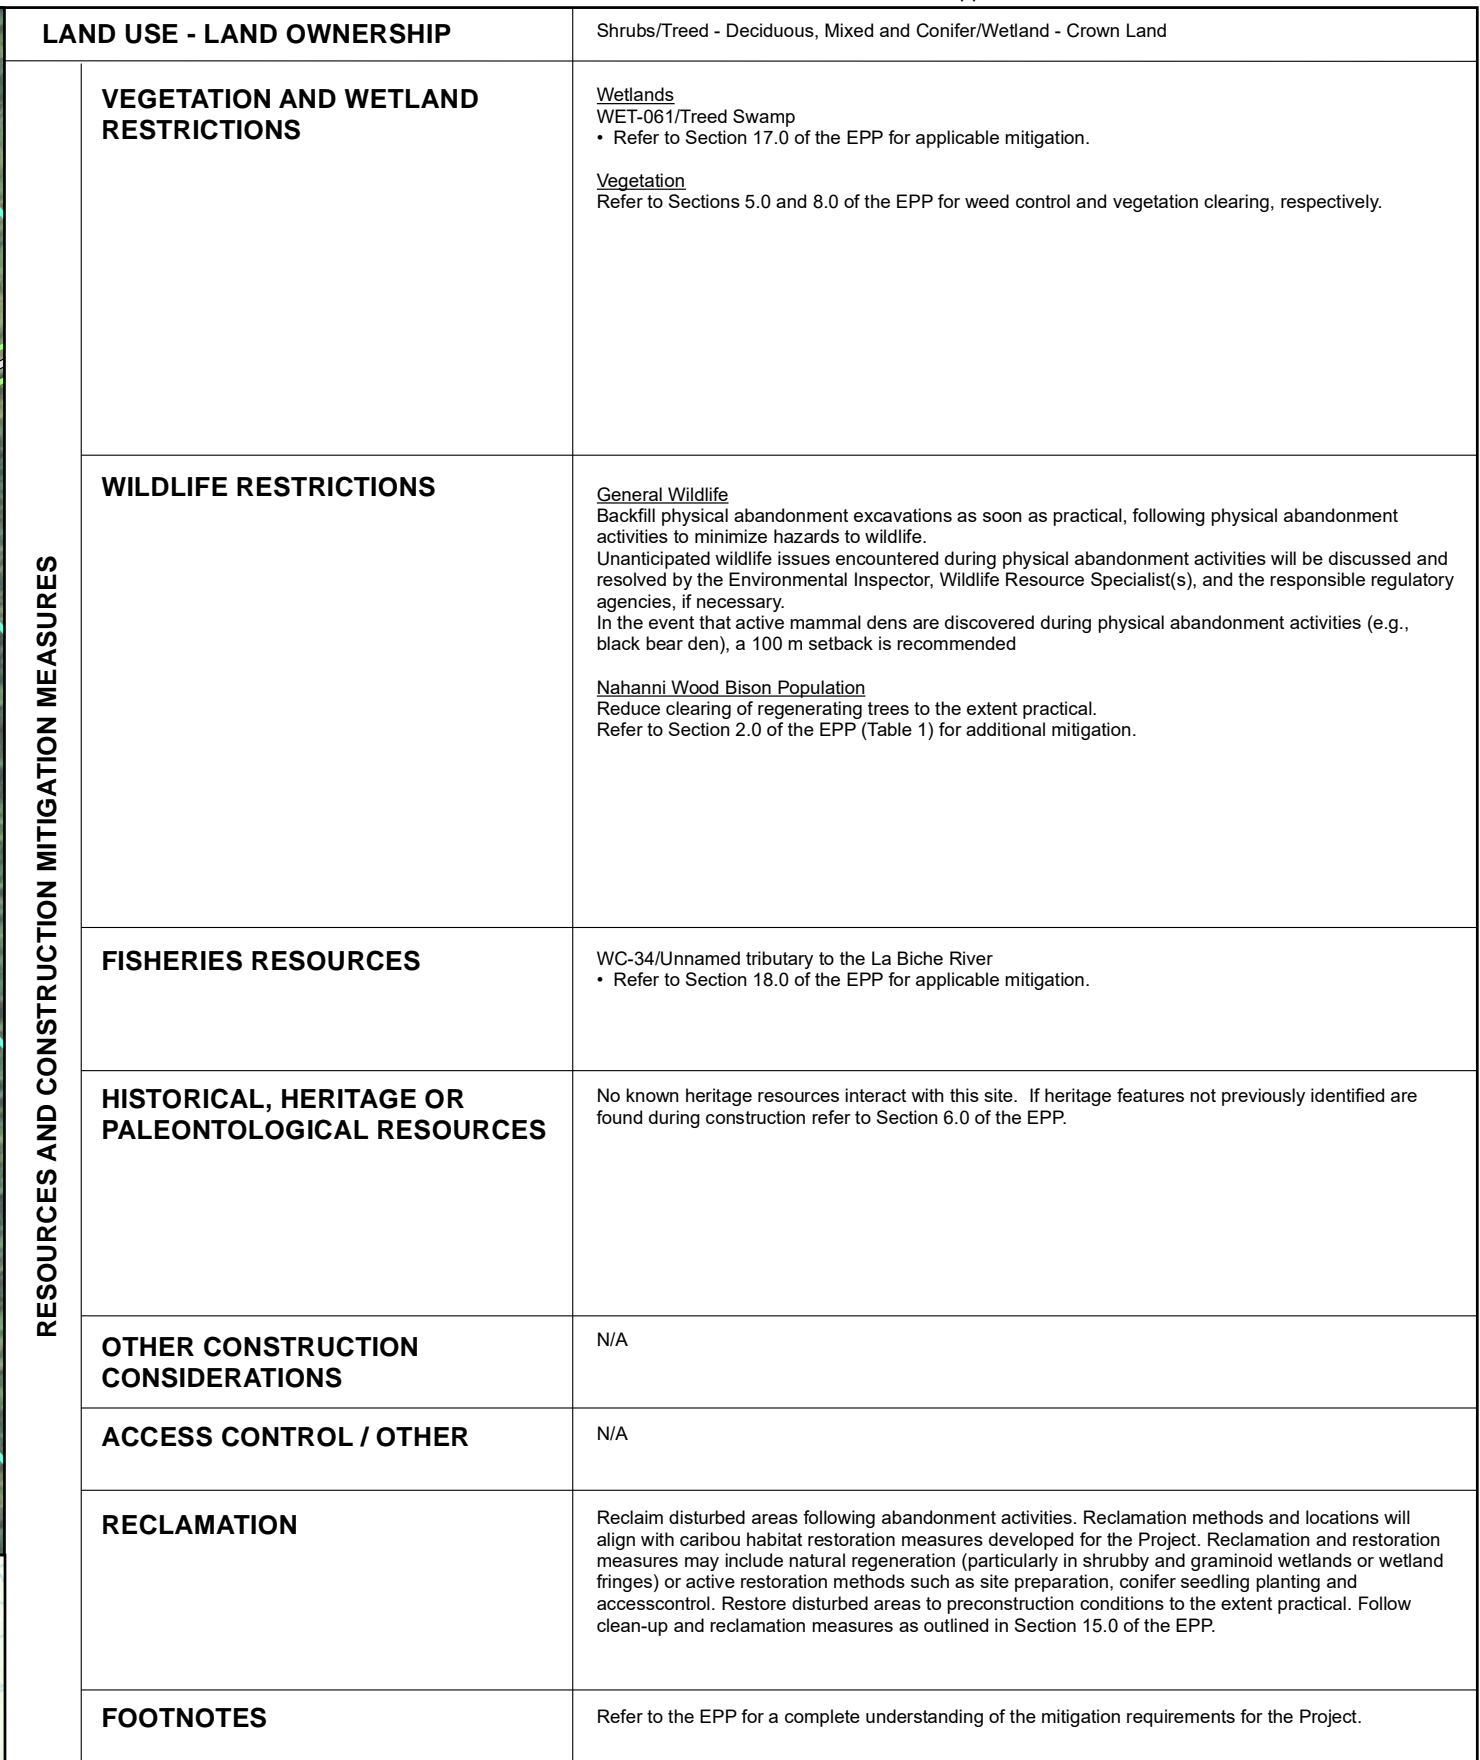 LAND USE - LAND OWNERSHIP
Shrubs/Treed - Deciduous, Mixed and Conifer/Wetland - Crown Land
RESOURCES AND CONSTRUCTION MITIGATION MEASURES
VEGETATION AND WETLAND
RESTRICTIONS
Wetlands
WET-061/Treed Swamp
• Refer to Section 17.0 of the EPP for applicable mitigation.
Vegetation
Refer to Sections 5.0 and 8.0 of the EPP for weed control and vegetation clearing, respectively.
WILDLIFE RESTRICTIONS
General Wildlife
Backfill physical abandonment excavations as soon as practical, following physical abandonment
activities to minimize hazards to wildlife.
Unanticipated wildlife issues encountered during physical abandonment activities will be discussed and
resolved by the Environmental Inspector, Wildlife Resource Specialist(s), and the responsible regulatory
agencies, if necessary.
In the event that active mammal dens are discovered during physical abandonment activities (e.g.,
black bear den), a 100 m setback is recommended
Nahanni Wood Bison Population
Reduce clearing of regenerating trees to the extent practical.
Refer to Section 2.0 of the EPP (Table 1) for additional mitigation.
FISHERIES RESOURCES
WC-34/Unnamed tributary to the La Biche River
• Refer to Section 18.0 of the EPP for applicable mitigation.
HISTORICAL, HERITAGE OR
PALEONTOLOGICAL RESOURCES
No known heritage resources interact with this site.  If heritage features not previously identified are
found during construction refer to Section 6.0 of the EPP.
OTHER CONSTRUCTION
CONSIDERATIONS
N/A
ACCESS CONTROL / OTHER
N/A
RECLAMATION
Reclaim disturbed areas following abandonment activities. Reclamation methods and locations will
align with caribou habitat restoration measures developed for the Project. Reclamation and restoration
measures may include natural regeneration (particularly in shrubby and graminoid wetlands or wetland
fringes) or active restoration methods such as site preparation, conifer seedling planting and
accesscontrol. Restore disturbed areas to preconstruction conditions to the extent practical. Follow
clean-up and reclamation measures as outlined in Section 15.0 of the EPP.
FOOTNOTES
Refer to the EPP for a complete understanding of the mitigation requirements for the Project.